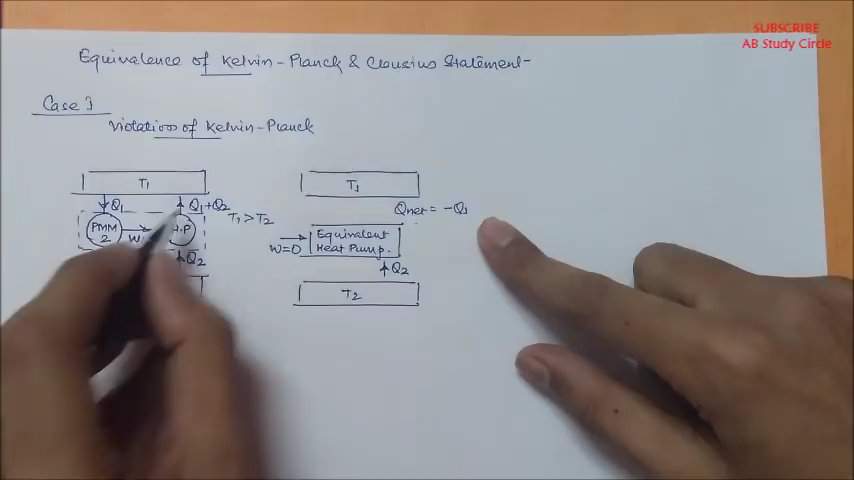 SUBSCRIBE
AB Study Circle
Equivalence of Kelvin-Planck & Clausius Statement-
Case I
Violation of Kelvin-Planck
T1
Q1
Q1+Q2
T1>T2
PMM
2
W
H.P
Q2
T1
Qnet = -Q1
W=0
Equivalent
Heat Pump.
Q2
T2